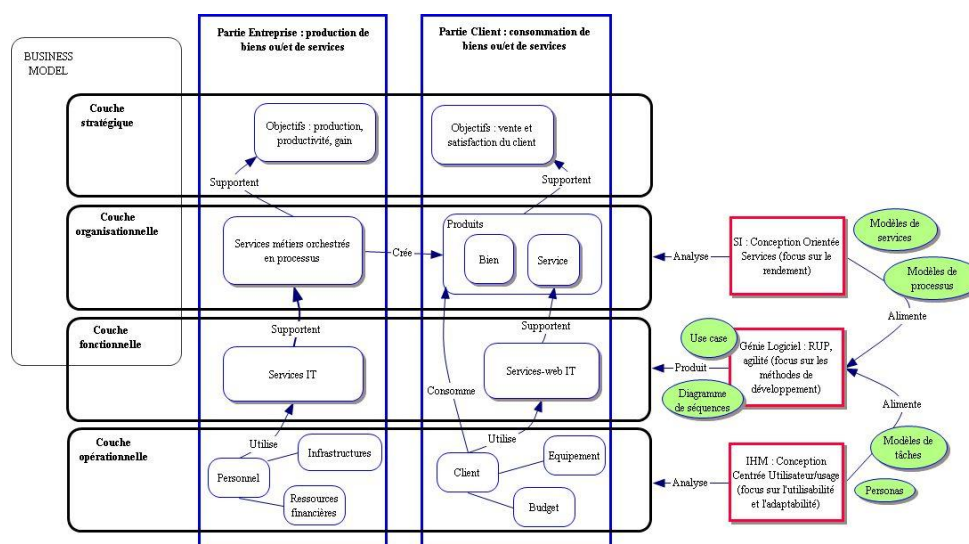 Partie Entreprise : production de
biens ou/et de services
Partie Client : consommation de
biens ou/et de services
BUSINESS
MODEL
Couche
stratégique
Objectifs : production,
productivité, gain
Objectifs : vente et
satisfaction du client
Supportent
Supportent
Couche
organisationnelle
Services métiers orchestrés
en processus
Crée
Produits
Bien
Service
Analyse
SI : Conception Orientée
Services (focus sur le
rendement)
Modèles
de services
Modèles de
processus
Supportent
Supportent
Alimente
Couche
fonctionnelle
Services IT
Services-web IT
Consomme
Use case
Produit
Diagramme
de séquences
Génie Logiciel : RUP,
agilité (focus sur les
méthodes de
développement)
Alimente
Couche
opérationnelle
Utilise
Personnel
Infrastructures
Ressources
financières
Utilise
Client
Equipement
Budget
Analyse
IHM : Conception
Centrée Utilisateur/usage
(focus sur l'utilisabilité
et l'adaptabilité)
Modèles de
tâches
Personas